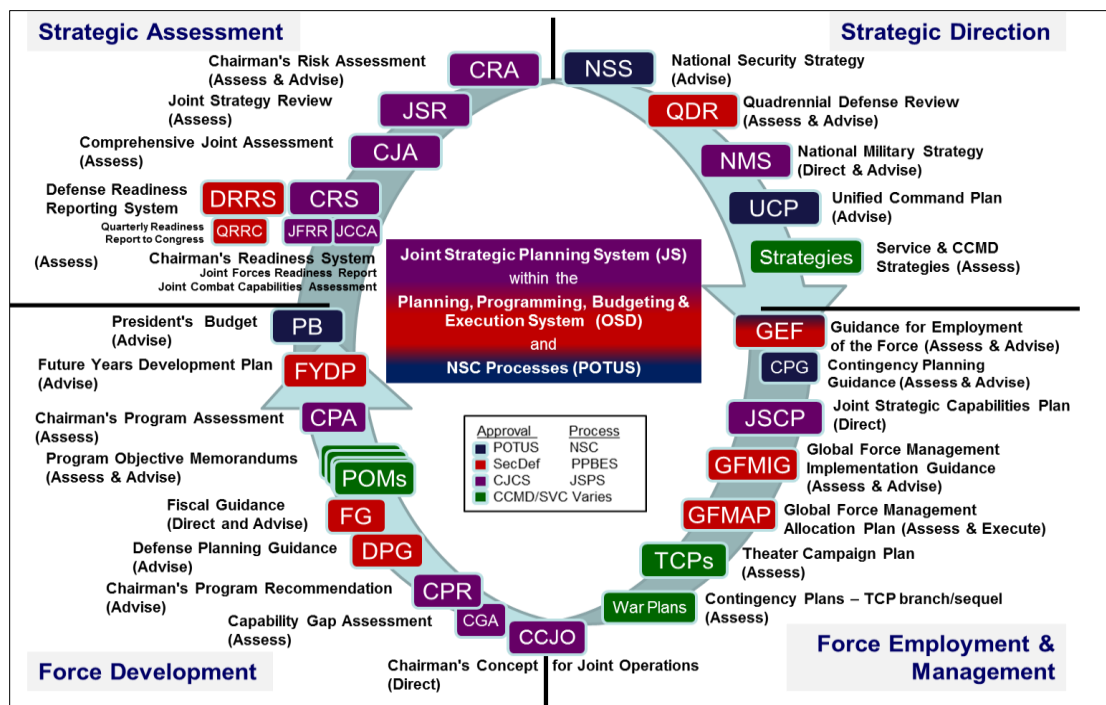 Strategic Assessment
Strategic Direction
Chairman's Risk Assessment
(Assess & Advise)
CRA
NSS
National Security Strategy
(Advise)
Joint Strategy Review
(Assess)
JSR
QDR
Quadrennial Defense Review
(Assess & Advise)
Comprehensive Joint Assessment
(Assess)
CJA
NMS
National Military Strategy
(Direct & Advise)
Defense Readiness
Reporting System
DRRS
CRS
UCP
Unified Command Plan
(Advise)
Quarterly Readiness
Report to Congress
QRRC
JFRR
JCCA
(Assess)
Chairman's Readiness System
Joint Forces Readiness Report
Joint Combat Capabilities Assessment
Strategies
Service & CCMD
Strategies (Assess)
Joint Strategic Planning System (JS)
within the
Planning, Programming, Budgeting &
Execution System (OSD)
and
NSC Processes (POTUS)
President's Budget
(Advise)
PB
GEF
Guidance for Employment
of the Force (Assess & Advise)
CPG
Contingency Planning
Guidance (Assess & Advise)
Future Years Development Plan
(Advise)
FYDP
JSCP
Joint Strategic Capabilities Plan
(Direct)
Chairman's Program Assessment
(Assess)
CPA
Approval Process
POTUS NSC
SecDef PPBES
CJCS JSPS
CCMD/SVC Varies
GFMIG
Global Force Management
Implementation Guidance
(Assess & Advise)
Program Objective Memorandums
(Assess & Advise)
POMs
Fiscal Guidance
(Direct and Advise)
FG
GFMAP
Global Force Management
Allocation Plan (Assess & Execute)
Defense Planning Guidance
(Advise)
DPG
TCPs
Theater Campaign Plan
(Assess)
Chairman's Program Recommendation
(Advise)
CPR
War Plans
Contingency Plans – TCP branch/sequel
(Assess)
Capability Gap Assessment
(Assess)
CGA
CCJO
Chairman's Concept for Joint Operations
(Direct)
Force Development
Force Employment &
Management